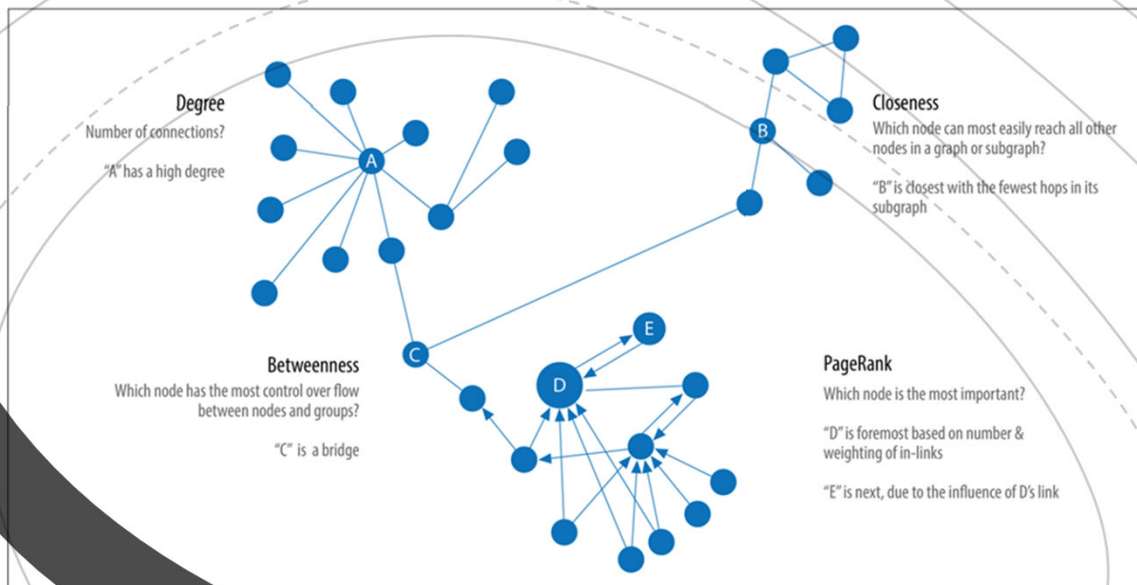 Degree
Number of connections?
"A" has a high degree
A
B
Closeness
Which node can most easily reach all other
nodes in a graph or subgraph?
"B" is closest with the fewest hops in its
subgraph
C
Betweenness
Which node has the most control over flow
between nodes and groups?
"C" is a bridge
E
D
PageRank
Which node is the most important?
"D" is foremost based on number &
weighting of in-links
"E" is next, due to the influence of D's link